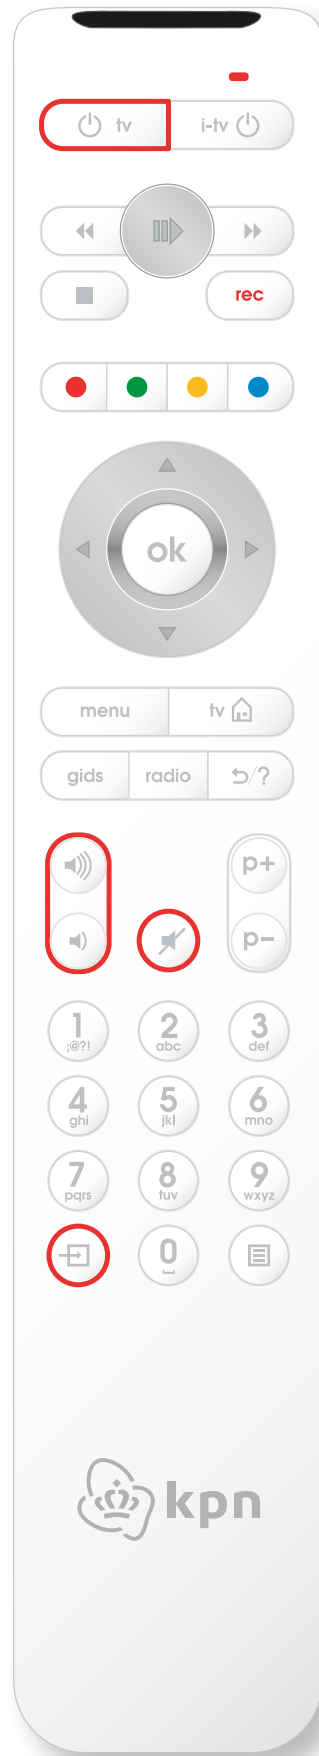 tv i-tv
rec
ok
menu tv
gids radio /?
p+
p-
1 2 3
;@?! abc def
4 5 6
ghi jkl mno
7 8 9
pqrs tuv wxyz
0
kpn